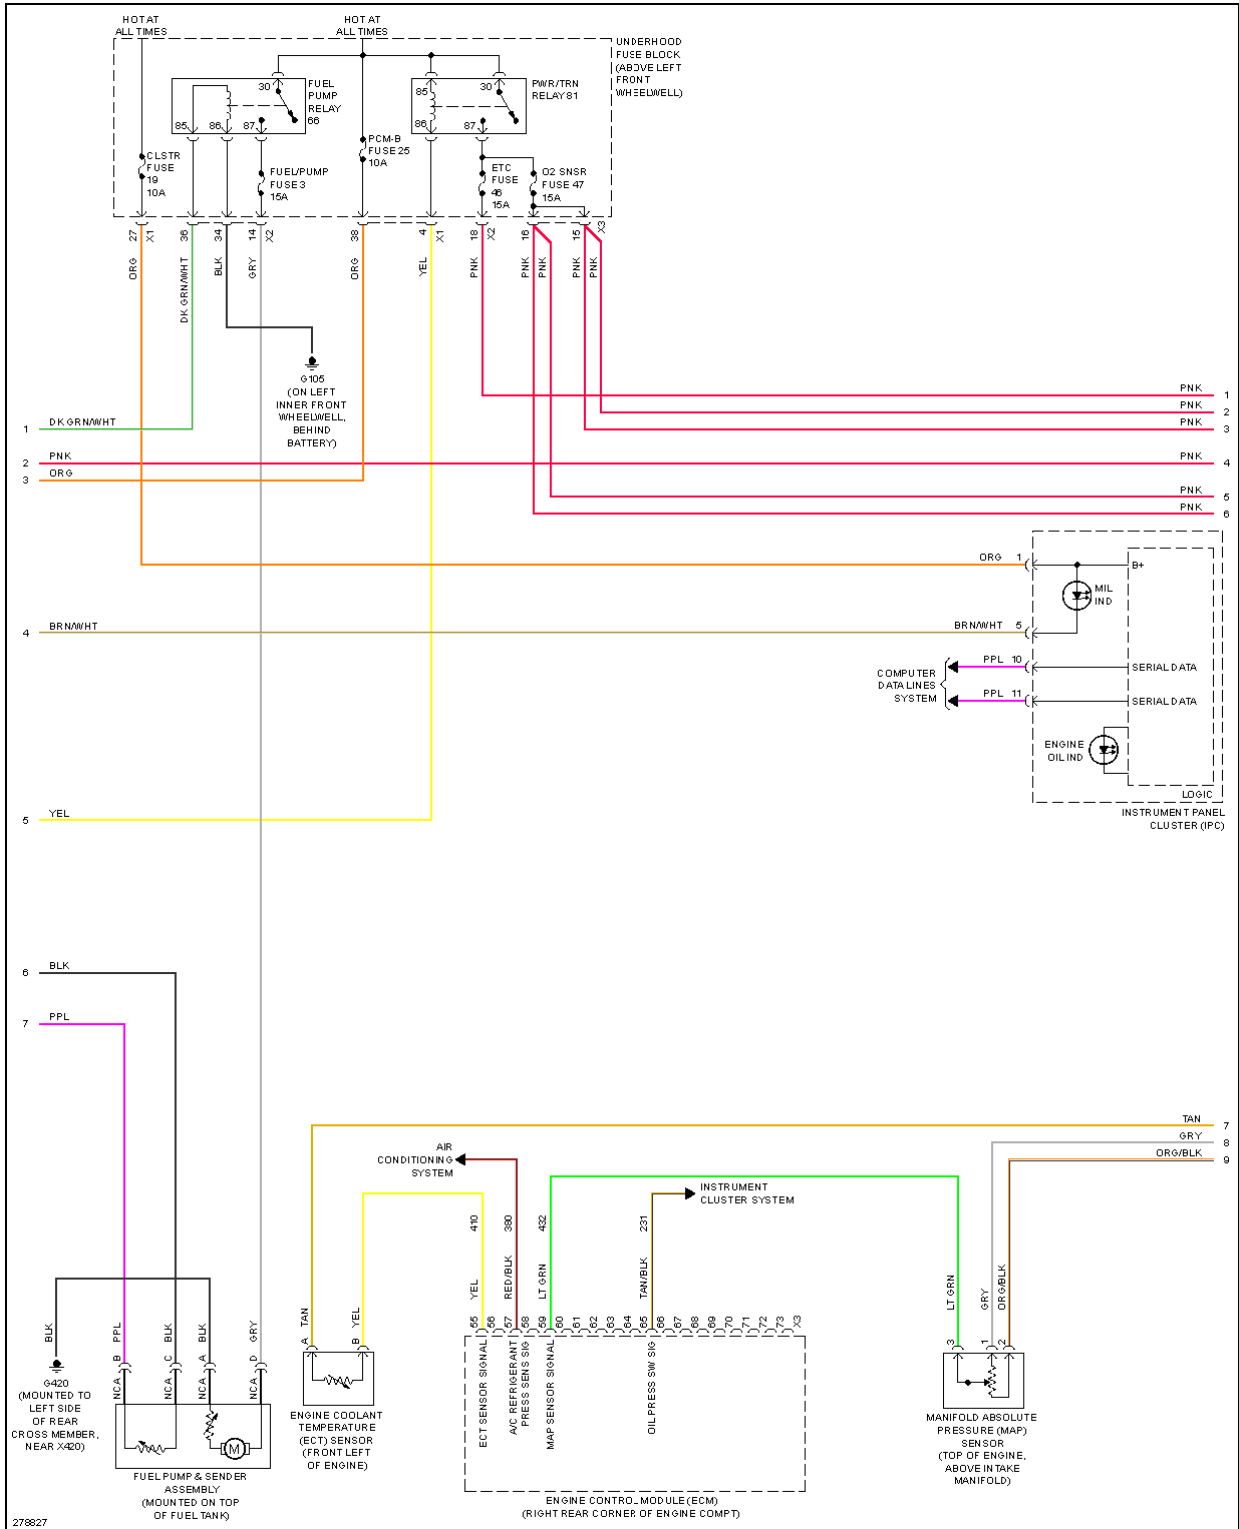 HOT AT
ALL TIMES
HOT AT
ALL TIMES
UNDERHOOD
FUSE BLOCK
(ABOVE LEFT
FRONT
WHEELWELL)
30
FUEL
PUMP
RELAY
66
85
86
87
85
30
86
87
PWR/TRN
RELAY 81
CLSTR
FUSE
19
10A
FUEL/PUMP
FUSE 3
15A
PCM-B
FUSE 25
10A
ETC
FUSE
46
15A
O2 SNSR
FUSE 47
15A
27
X1
36
34
14
X2
38
4
X1
18
X2
16
15
X3
ORG
DK GRN/WHT
BLK
GRY
ORG
YEL
PNK
PNK
PNK
PNK
PNK
G105
(ON LEFT
INNER FRONT
WHEELWELL,
BEHIND
BATTERY)
PNK 1
PNK 2
PNK 3
1 DK GRN/WHT
2 PNK
PNK 4
3 ORG
PNK 5
PNK 6
ORG 1
B+
MIL
IND
4 BRN/WHT
BRN/WHT 5
COMPUTER
DATA LINES
SYSTEM
PPL 10
SERIAL DATA
PPL 11
SERIAL DATA
ENGINE
OIL IND
LOGIC
INSTRUMENT PANEL
CLUSTER (IPC)
5 YEL
6 BLK
7 PPL
TAN 7
GRY 8
ORG/BLK 9
AIR
CONDITIONING
SYSTEM
INSTRUMENT
CLUSTER SYSTEM
410
380
432
231
YEL
RED/BLK
LT GRN
TAN/BLK
BLK
PPL
BLK
BLK
GRY
TAN
YEL
LT GRN
GRY
ORG/BLK
B
C
A
D
A
B
3
1
2
NCA
NCA
NCA
NCA
55
56
57
58
59
60
61
62
63
64
65
66
67
68
69
70
71
72
73
X3
ECT SENSOR SIGNAL
A/C REFRIGERANT
PRESS SENS SIG
MAP SENSOR SIGNAL
OIL PRESS SW SIG
G420
(MOUNTED TO
LEFT SIDE
OF REAR
CROSS MEMBER,
NEAR X420)
M
FUEL PUMP & SENDER
ASSEMBLY
(MOUNTED ON TOP
OF FUEL TANK)
ENGINE COOLANT
TEMPERATURE
(ECT) SENSOR
(FRONT LEFT
OF ENGINE)
ENGINE CONTROL MODULE (ECM)
(RIGHT REAR CORNER OF ENGINE COMPT)
MANIFOLD ABSOLUTE
PRESSURE (MAP)
SENSOR
(TOP OF ENGINE,
ABOVE INTAKE
MANIFOLD)
278827